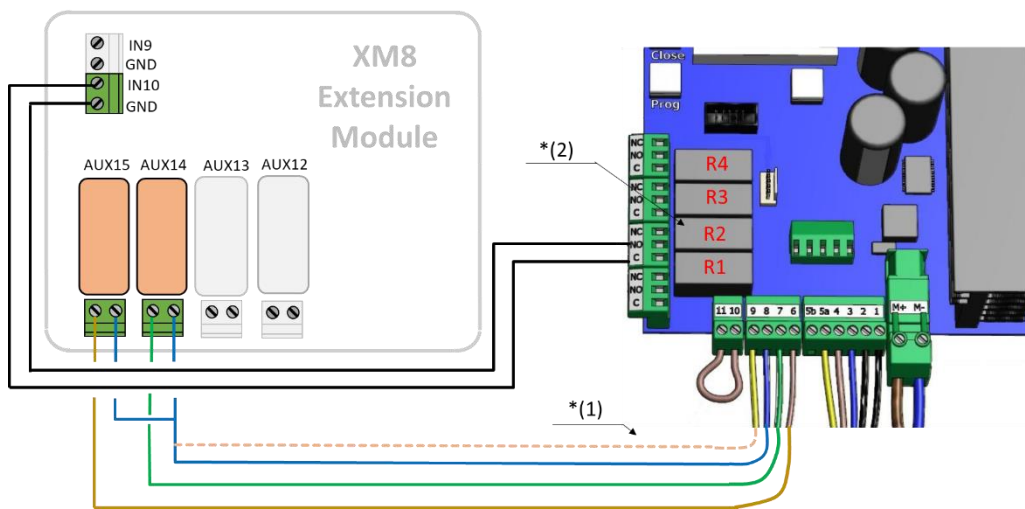 IN9
GND
IN10
GND
XM8
Extension
Module
AUX15 AUX14 AUX13 AUX12
Close
Prog
*(2)
NC
NO
C
NC
NO
C
NC
NO
C
NC
NO
C
R4
R3
R2
R1
11 10 9 8 7 6 5b 5a 4 3 2 1
M+ M-
*(1)